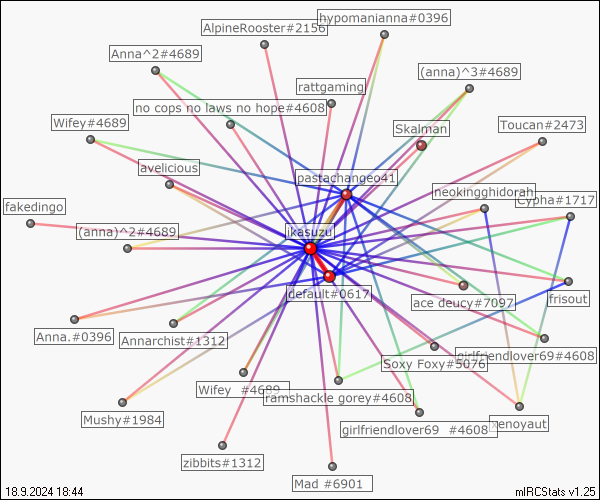 hypomanianna#0396
AlpineRooster#2156
Anna^2#4689
(anna)^3#4689
rattgaming
no cops no laws no hope#4608
Wifey#4689
Skalman
Toucan#2473
avelicious
pastachangeo41
neokingghidorah
Cypha#1717
fakedingo
(anna)^2#4689
jkasuzu
default#0617
ace deucy#7097
frisout
Anna.#0396
Annarchist#1312
girlfriendlover69#4608
Soxy Foxy#5076
Wifey #4689
ramshackle gorey#4608
Mushy#1984
xenoyaut
girlfriendlover69 #4608
zibbits#1312
Mad #6901
18.9.2024 18:44
mIRCStats v1.25